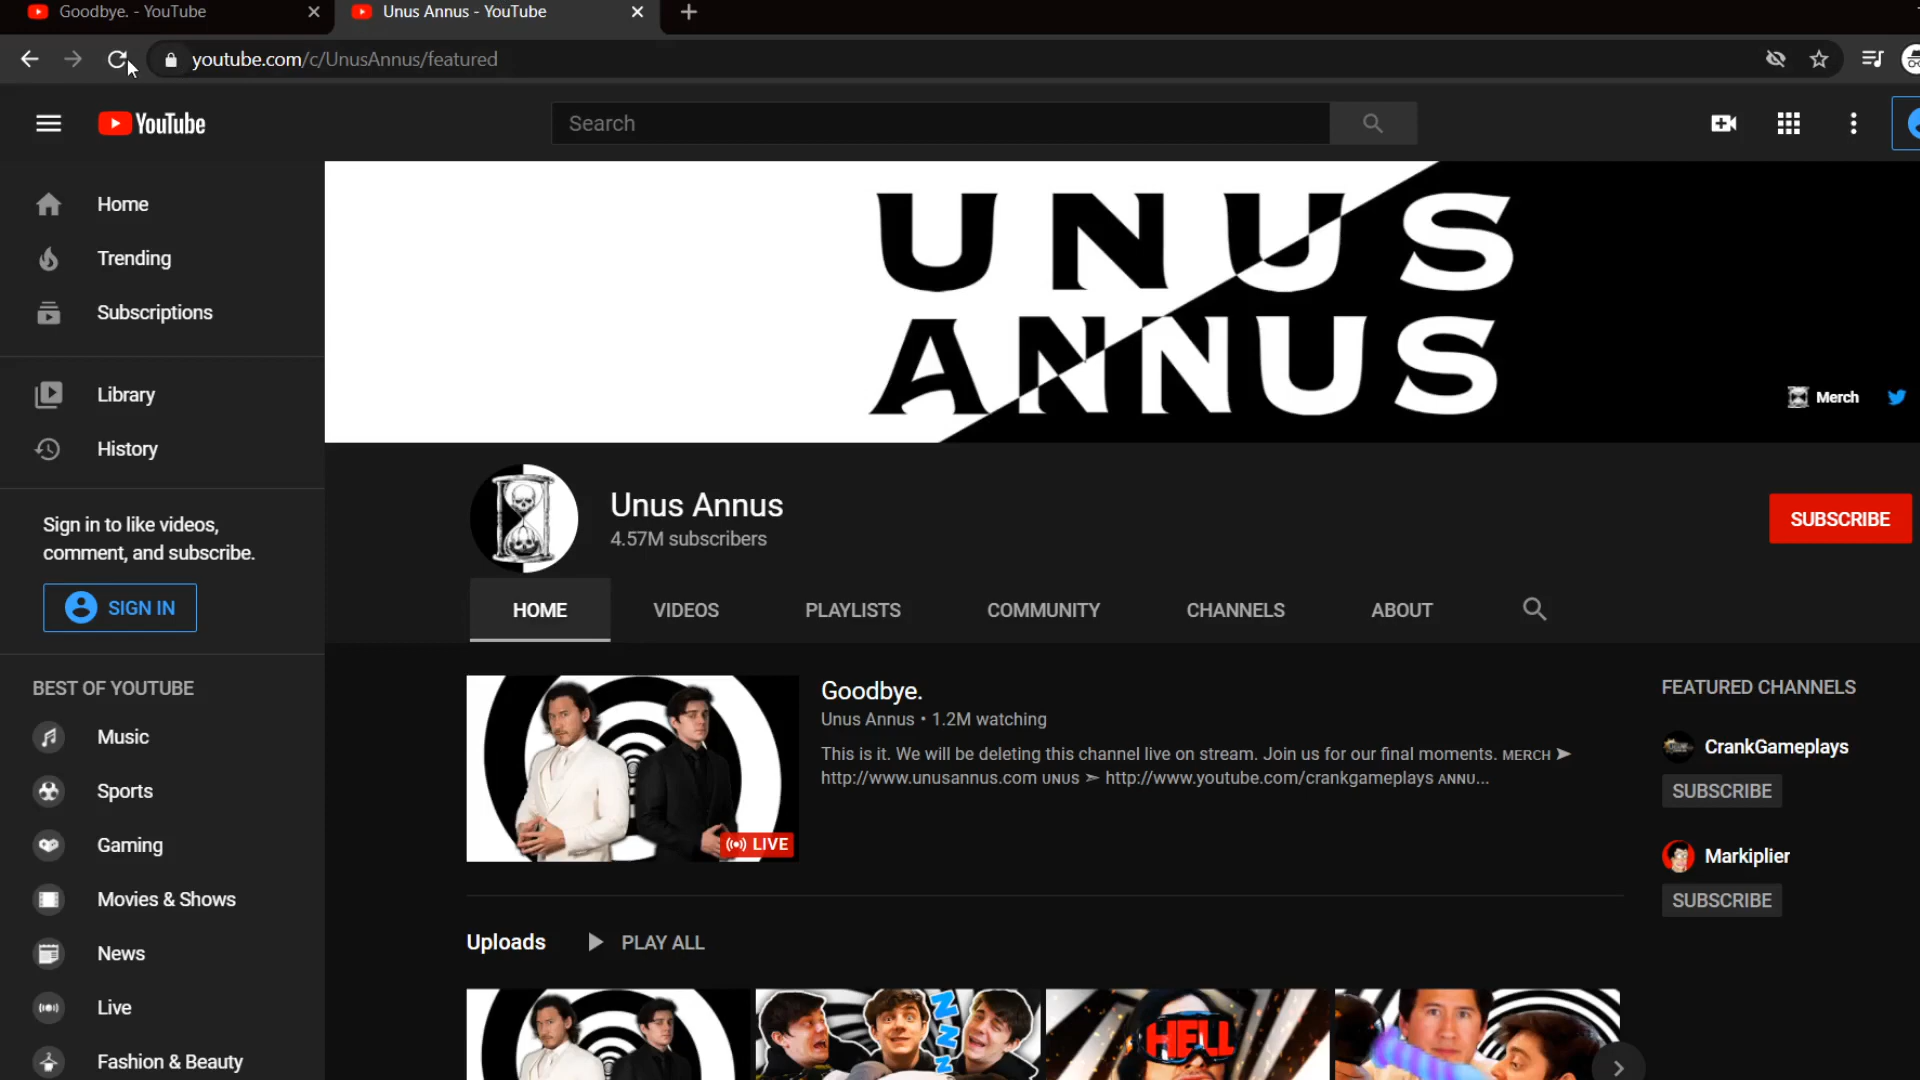 Goodbye. - YouTube
Unus Annus - YouTube
youtube.com/c/UnusAnnus/featured
YouTube
Search
Home
Trending
Subscriptions
Library
History
Sign in to like videos,
comment, and subscribe.
SIGN IN
BEST OF YOUTUBE
Music
Sports
Gaming
Movies & Shows
News
Live
Fashion & Beauty
UNUS
ANNUS
Merch
Unus Annus
4.57M subscribers
SUBSCRIBE
HOME
VIDEOS
PLAYLISTS
COMMUNITY
CHANNELS
ABOUT
LIVE
Goodbye.
Unus Annus • 1.2M watching
This is it. We will be deleting this channel live on stream. Join us for our final moments. ᴍᴇʀᴄʜ ➤
http://www.unusannus.com ᴜɴᴜs ➣ http://www.youtube.com/crankgameplays ᴀɴɴᴜ...
FEATURED CHANNELS
CrankGameplays
SUBSCRIBE
Markiplier
SUBSCRIBE
Uploads
PLAY ALL
Z
Z
Z
Z
HELL